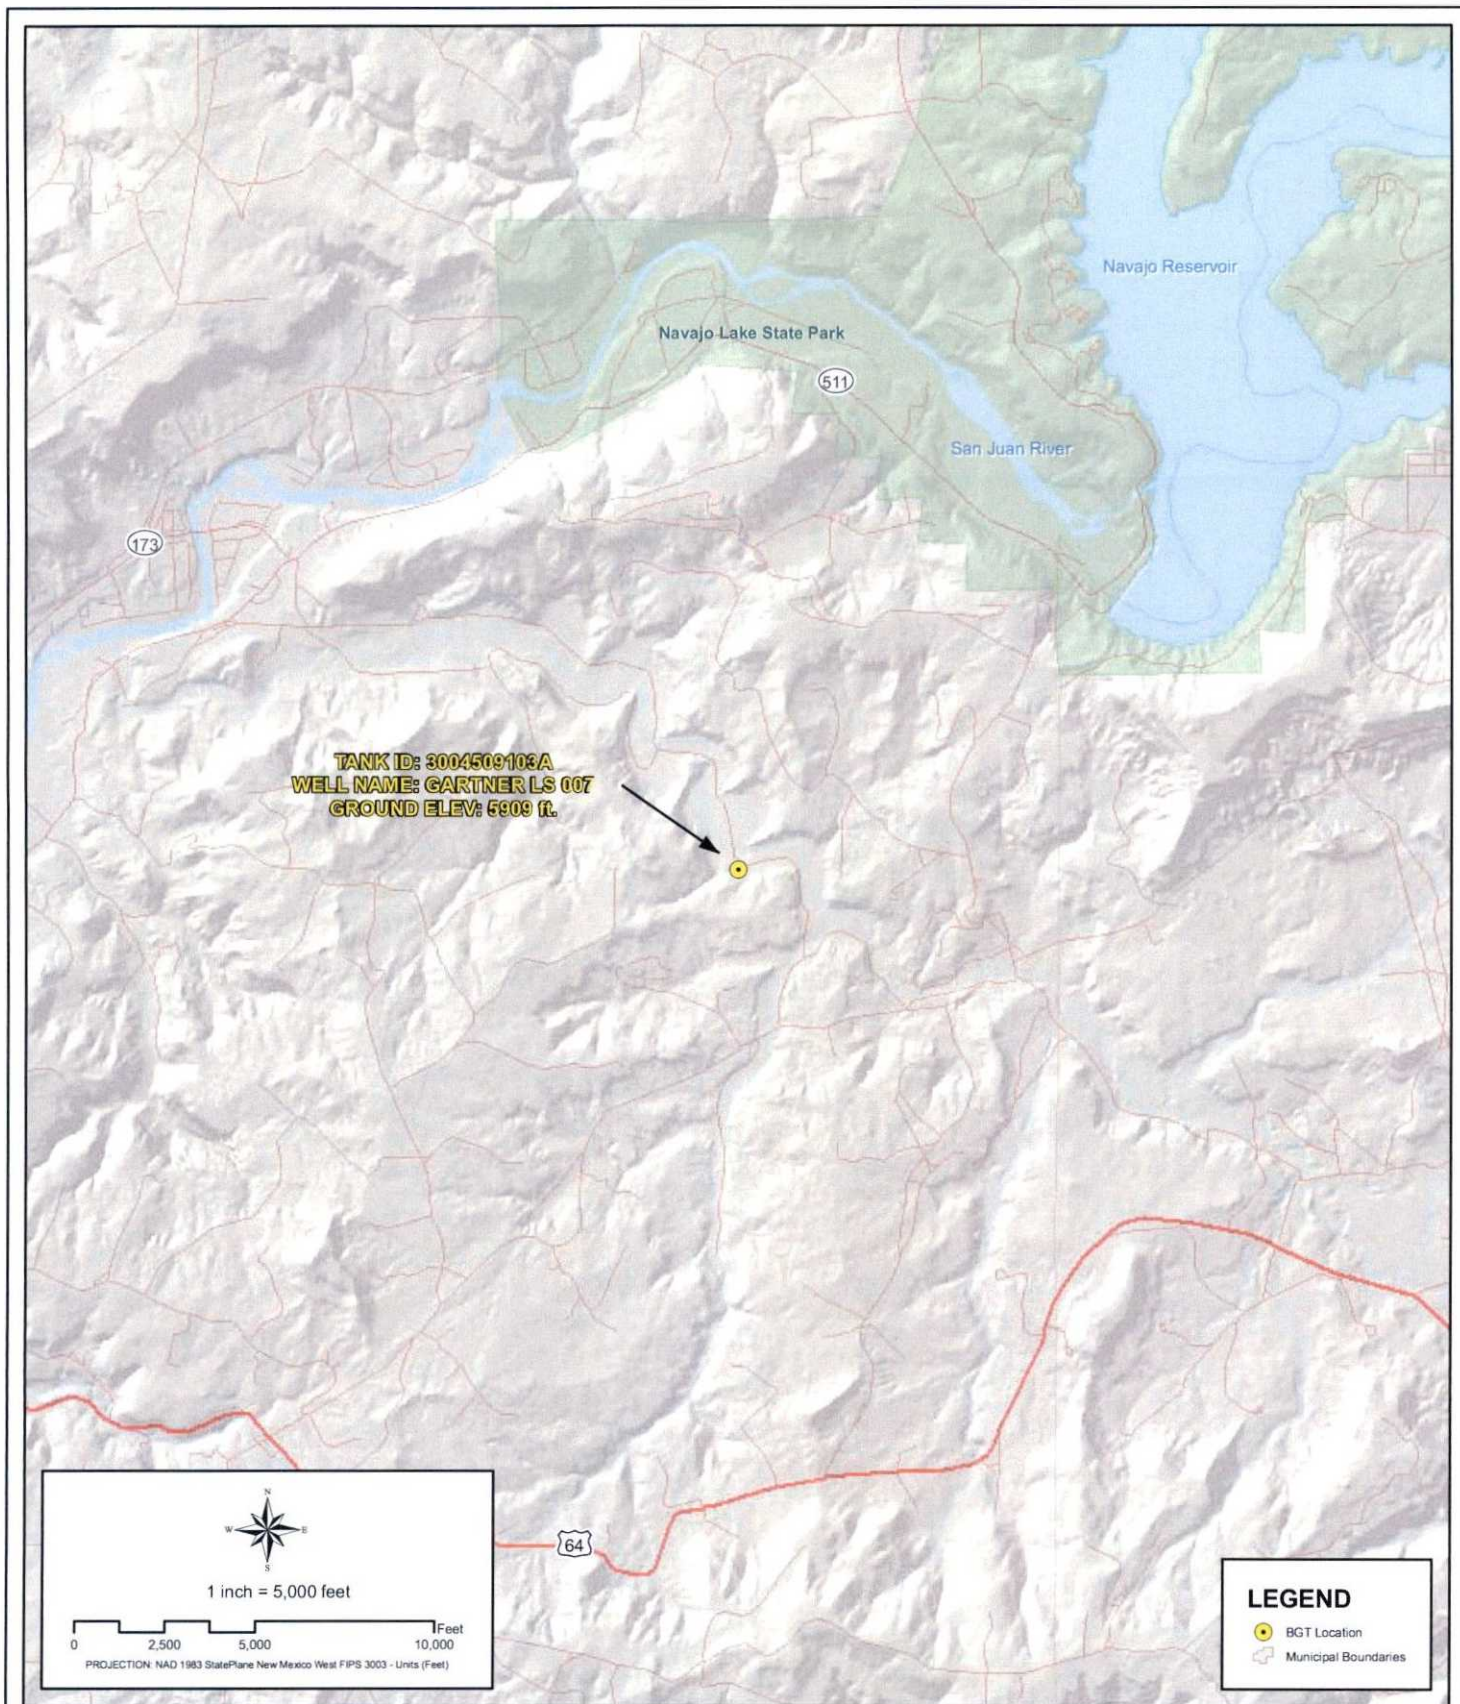 Navajo Reservoir
Navajo Lake State Park
511
San Juan River
173
TANK ID: 3004509103A
WELL NAME: GARTNER LS 007
GROUND ELEV: 5909 ft.
64
N
W E
S
1 inch = 5,000 feet
Feet
0 2,500 5,000 10,000
PROJECTION: NAD 1983 StatePlane New Mexico West FIPS 3003 - Units (Feet)
LEGEND
BGT Location
Municipal Boundaries